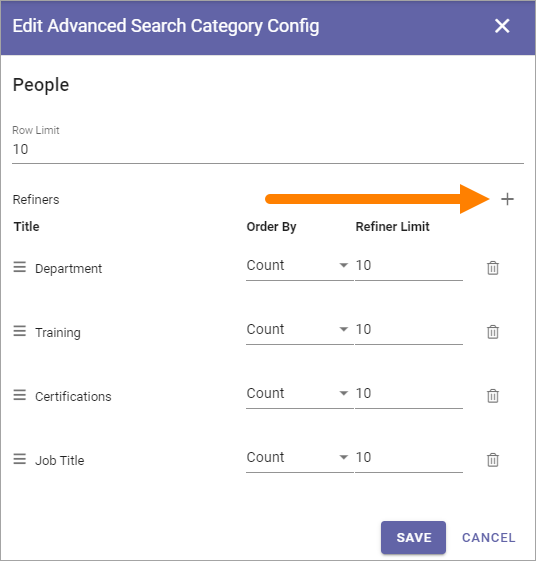 Edit Advanced Search Category Config
People
Row Limit
10
Refiners
Title Order By Refiner Limit
Department Count 10
Training Count 10
Certifications Count 10
Job Title Count 10
SAVE CANCEL